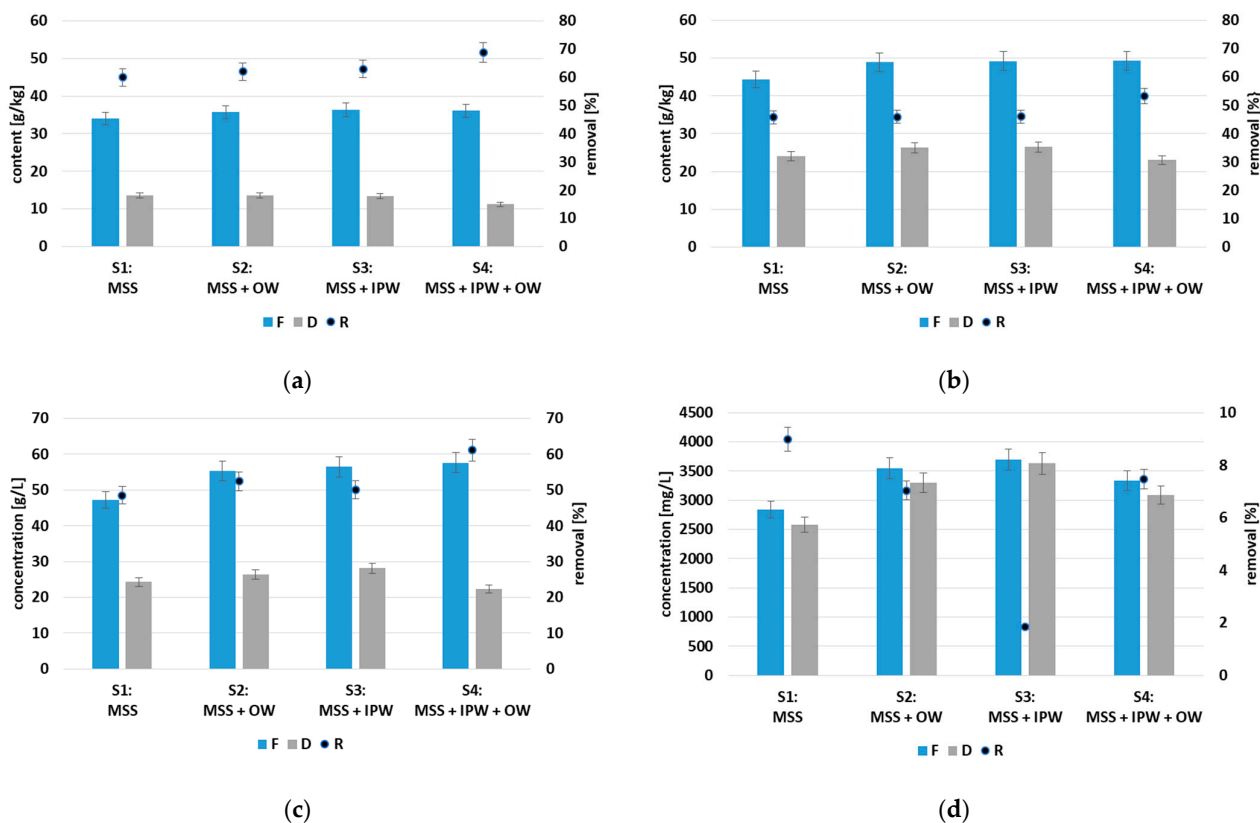 60
50
40
30
20
10
0
content [g/kg]
80
70
60
50
40
30
20
10
0
removal [%]
S1:
MSS
S2:
MSS + OW
S3:
MSS + IPW
S4:
MSS + IPW + OW
F D R
(a)
60
50
40
30
20
10
0
content [g/kg]
80
70
60
50
40
30
20
10
0
removal [%}
S1:
MSS
S2:
MSS + OW
S3:
MSS + IPW
S4:
MSS + IPW + OW
F D R
(b)
70
60
50
40
30
20
10
0
concentration [g/L]
70
60
50
40
30
20
10
0
removal [%]
S1:
MSS
S2:
MSS + OW
S3:
MSS + IPW
S4:
MSS + IPW + OW
F D R
(c)
4500
4000
3500
3000
2500
2000
1500
1000
500
0
concentration [mg/L]
10
8
6
4
2
0
removal [%]
S1:
MSS
S2:
MSS + OW
S3:
MSS + IPW
S4:
MSS + IPW + OW
F D R
(d)